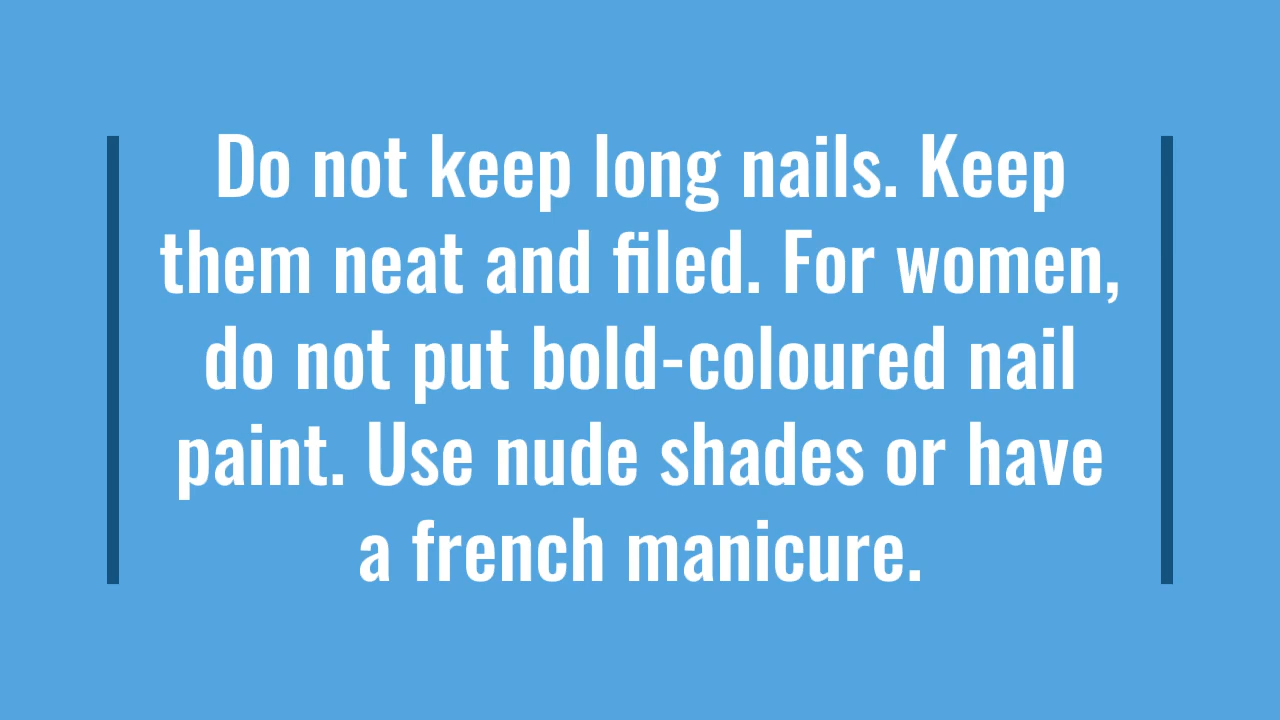 Do not keep long nails. Keep
them neat and filed. For women,
do not put bold-coloured nail
paint. Use nude shades or have
a french manicure.